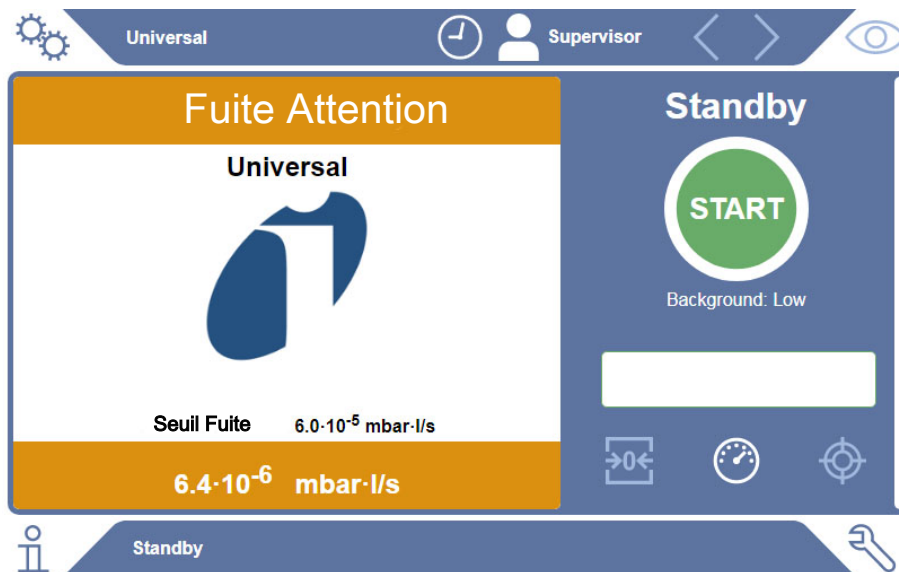 Universal
Supervisor
Fuite Attention
Universal
Seuil Fuite 6.0·10⁻⁵ mbar·l/s
6.4·10⁻⁶ mbar·l/s
Standby
START
Background: Low
→0←
Standby